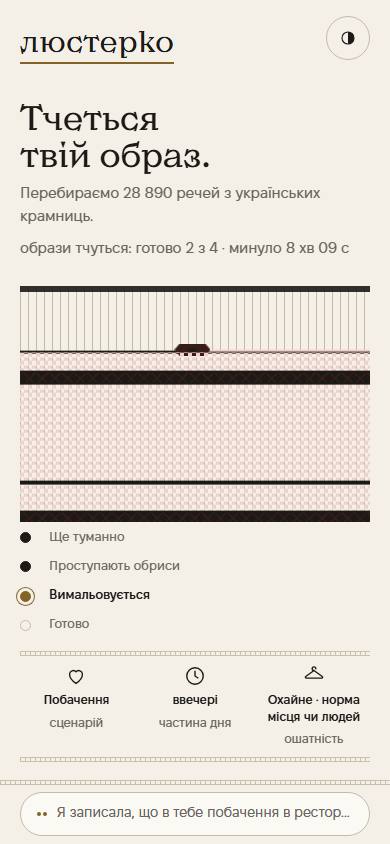 люстерко
Тчеться
твій образ.
Перебираємо 28 890 речей з українських
крамниць.
образи тчуться: готово 2 з 4 · минуло 8 хв 09 с
Ще туманно
Проступають обриси
Вимальовується
Готово
Побачення
сценарій
ввечері
частина дня
Охайне · норма
місця чи людей
ошатність
Я записала, що в тебе побачення в рестор...